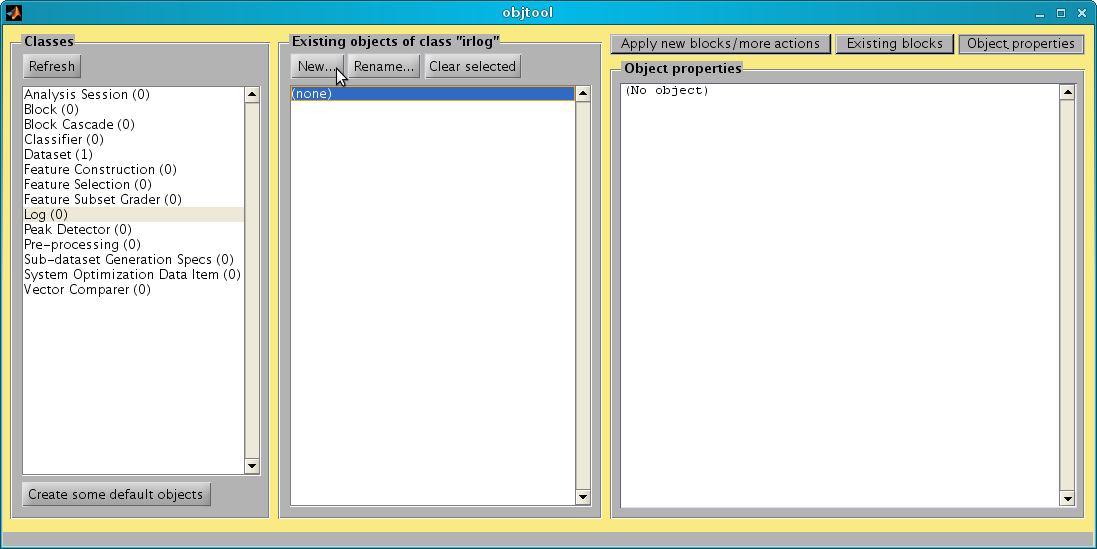 objtool
Classes
Refresh
Analysis Session (0)
Block (0)
Block Cascade (0)
Classifier (0)
Dataset (1)
Feature Construction (0)
Feature Selection (0)
Feature Subset Grader (0)
Log (0)
Peak Detector (0)
Pre-processing (0)
Sub-dataset Generation Specs (0)
System Optimization Data Item (0)
Vector Comparer (0)
Create some default objects
Existing objects of class "irlog"
New... Rename... Clear selected
(none)
Apply new blocks/more actions Existing blocks Object properties
Object properties
(No object)